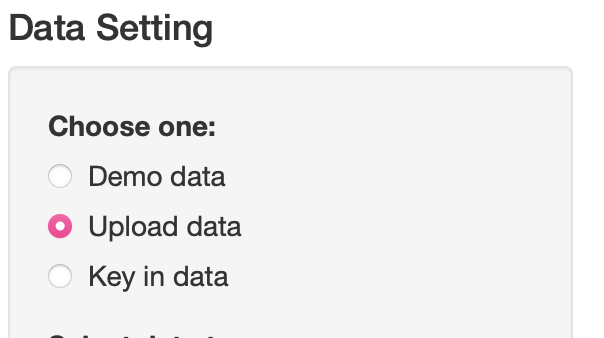 Data Setting
Choose one:
Demo data
Upload data
Key in data